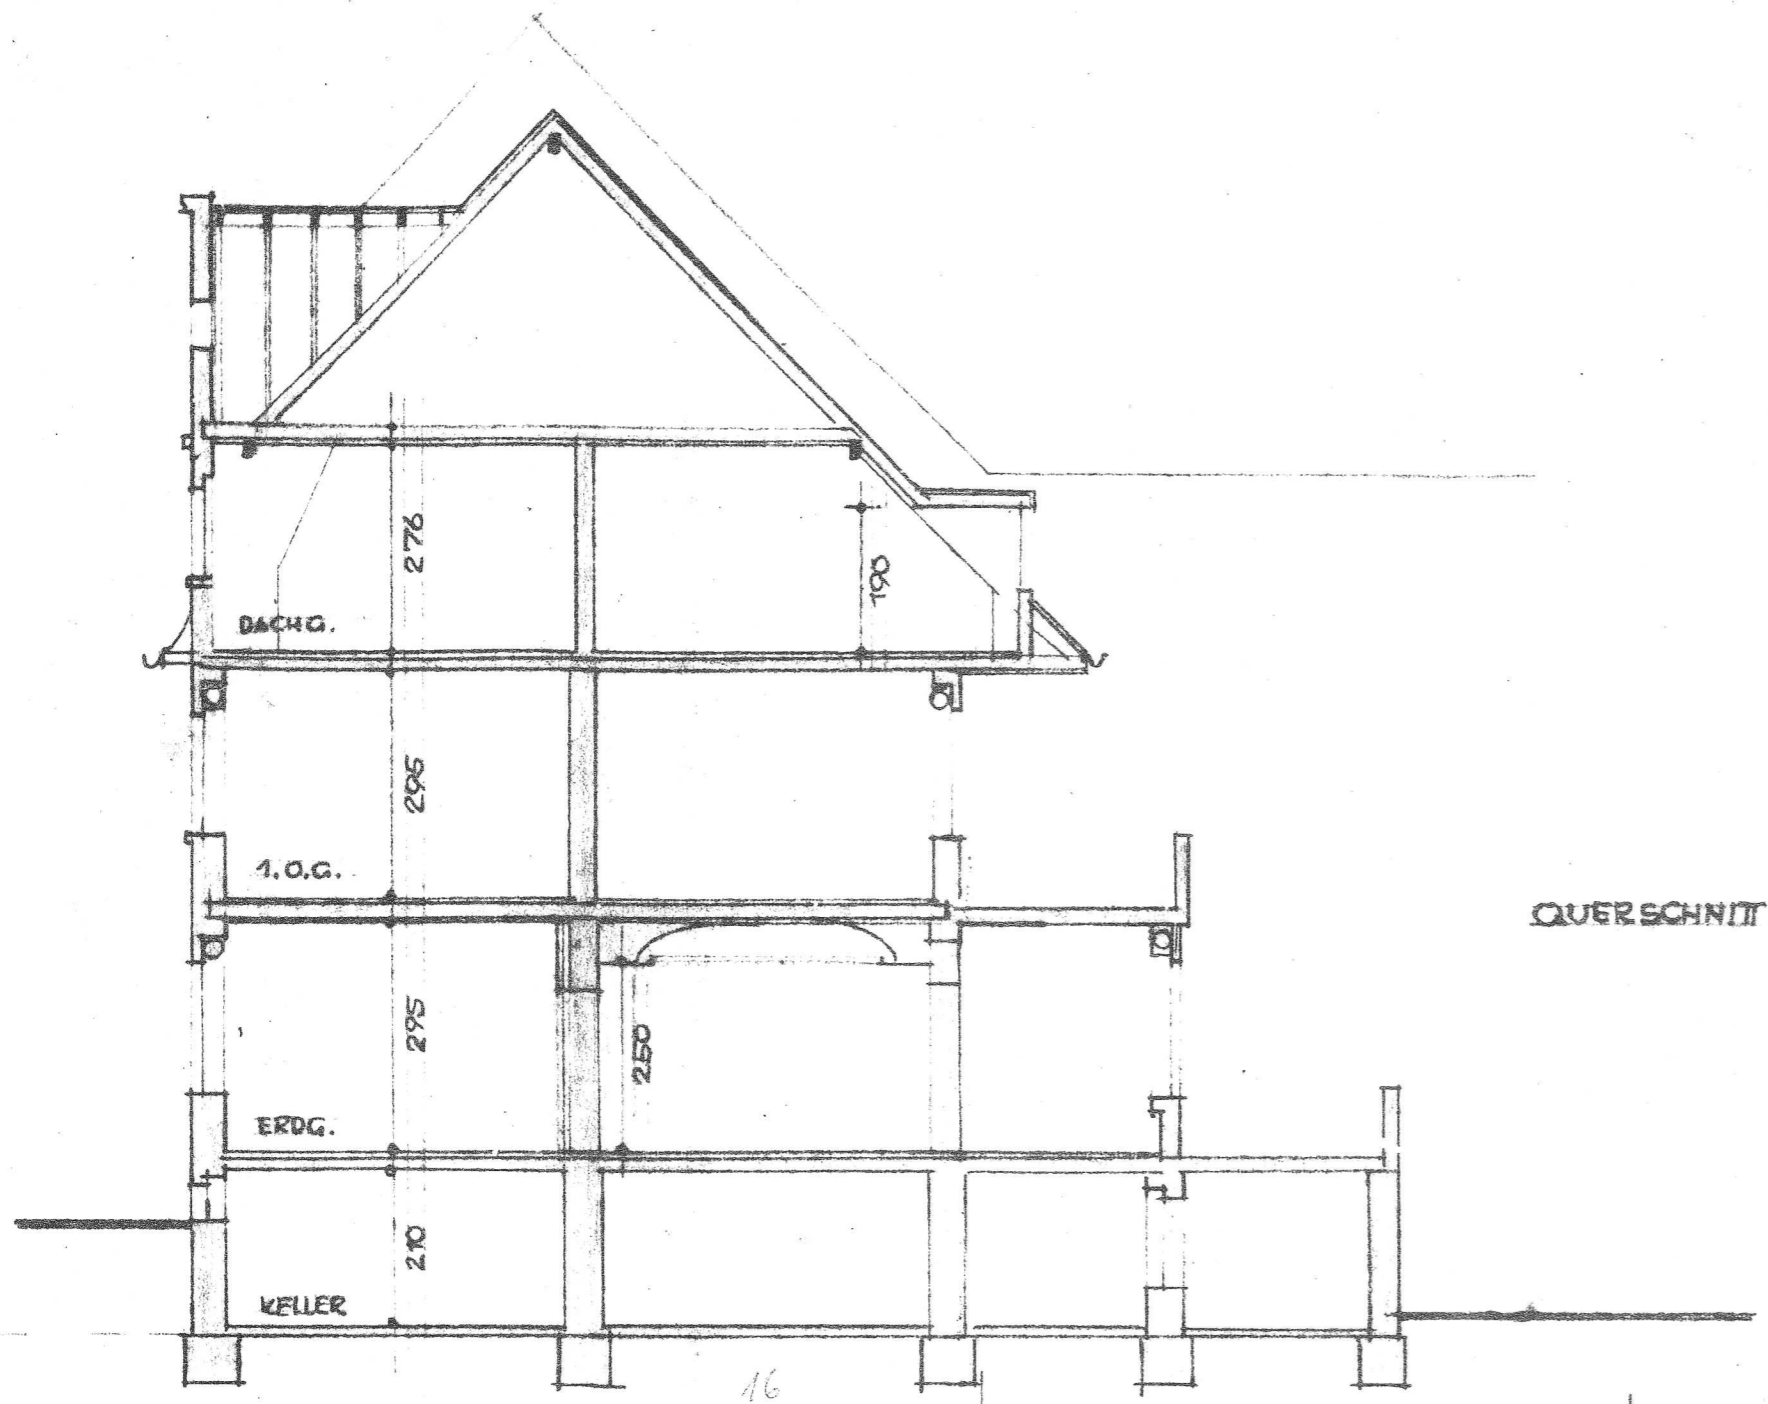 276
190
DACHG.
295
1.O.G.
QUERSCHNITT
295
250
ERDG.
210
KELLER
16